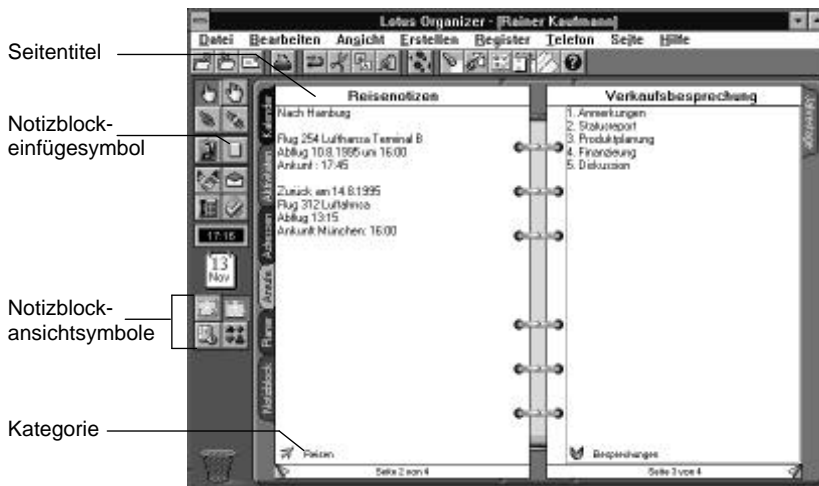 Lotus Organizer - [Rainer Kaufmann]
Datei Bearbeiten Ansicht Erstellen Register Telefon Seite Hilfe
Seitentitel
Notizblock-
einfügesymbol
Notizblock-
ansichtsymbole
Kategorie
17:16
13
Nov
Kalender
Aktivitäten
Adressen
Anrufe
Planer
Notizblock
Reisenotizen
Nach Hamburg
Flug 254 Lufthansa Terminal B
Abflug 10.8.1995 um 16:00
Ankunft : 17:45
Zurück am 14.8.1995
Flug 312 Luftahnsa
Abflug 13:15
Ankunft München: 16:00
Reisen
Seite 2 von 4
Verkaufsbesprechung
1. Anmerkungen
2. Statusreport
3. Produktplanung
4. Finanzierung
5. Diskussion
Besprechungen
Seite 3 von 4
Jahrestage